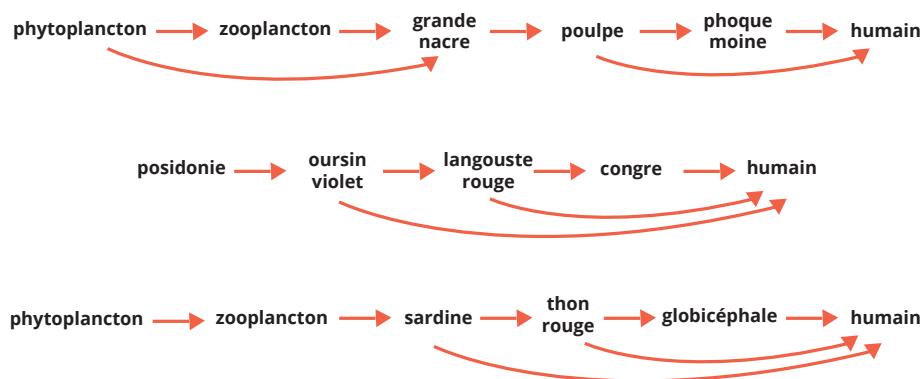 phytoplancton zooplancton grande nacre poulpe phoque moine humain
posidonie oursin violet langouste rouge congre humain
phytoplancton zooplancton sardine thon rouge globicéphale humain